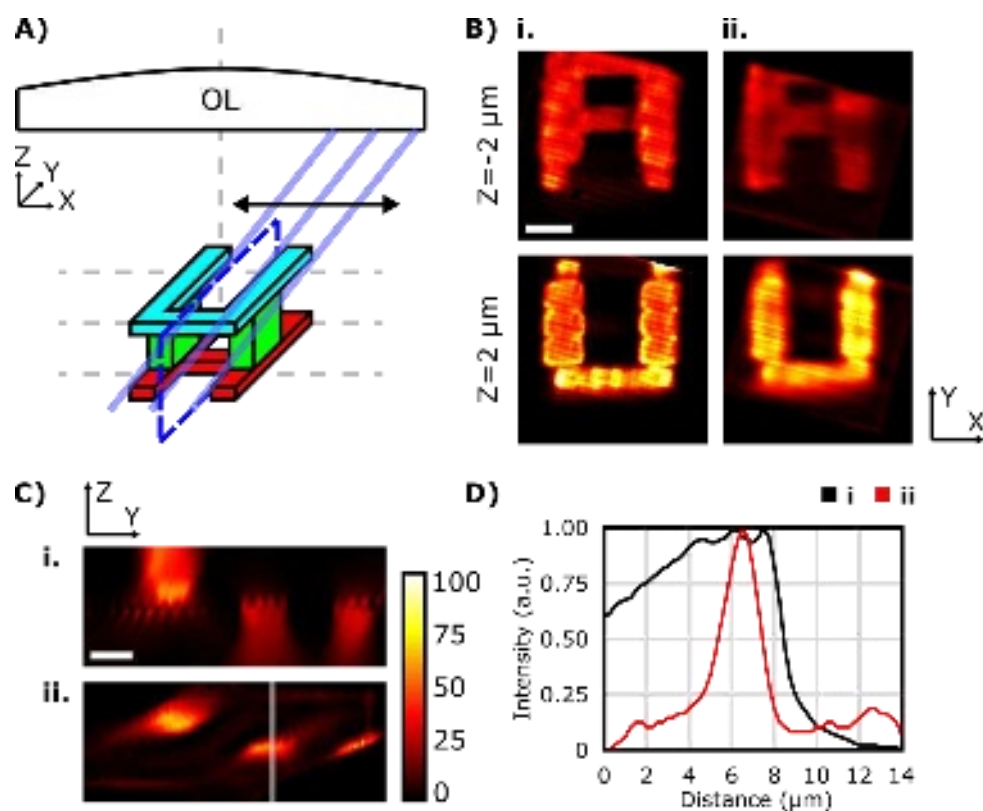 A)
OL
Z
Y
X
B) i. ii.
Z=-2 µm
Z=2 µm
Y
X
C)
Z
Y
i.
ii.
100
75
50
25
0
D)
i ii
1.00
0.75
0.50
0.25
0
Intensity (a.u.)
0 2 4 6 8 10 12 14
Distance (µm)